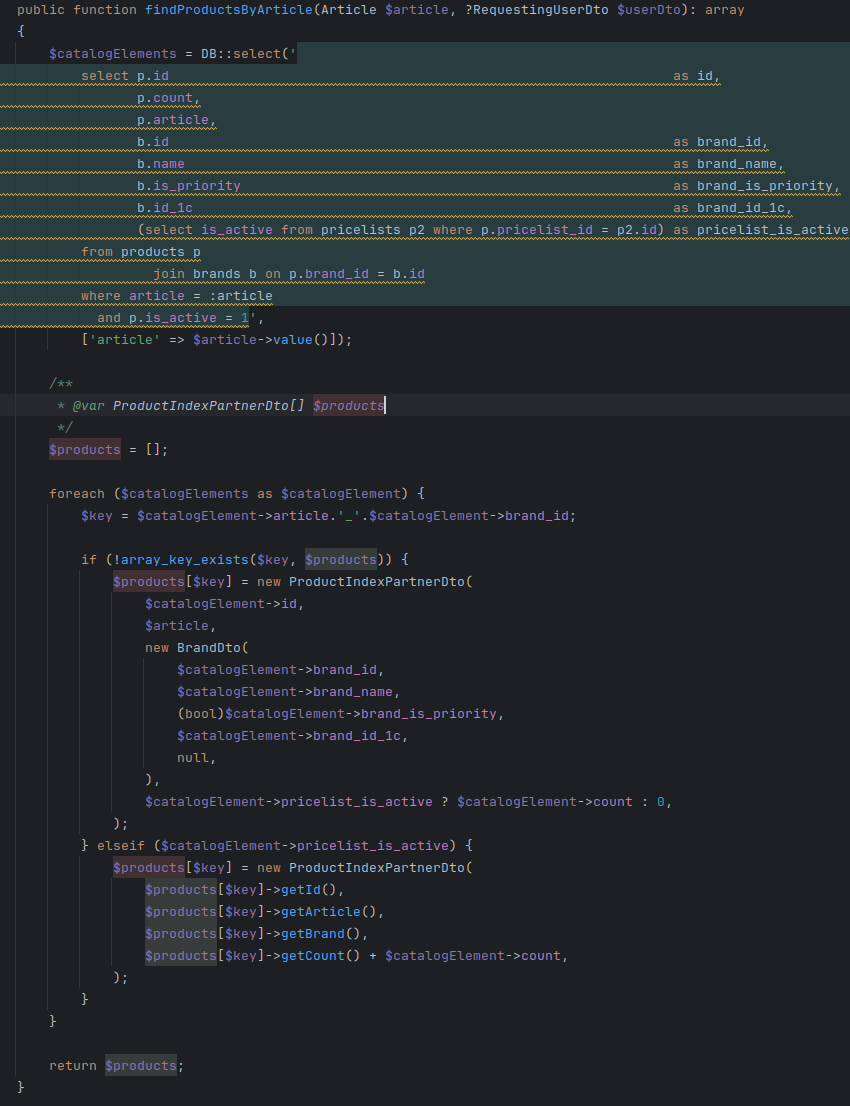 public function findProductsByArticle(Article $article, ?RequestingUserDto $userDto): array
{
    $catalogElements = DB::select('
        select p.id                                                               as id,
               p.count,
               p.article,
               b.id                                                               as brand_id,
               b.name                                                             as brand_name,
               b.is_priority                                                      as brand_is_priority,
               b.id_1c                                                            as brand_id_1c,
               (select is_active from pricelists p2 where p.pricelist_id = p2.id) as pricelist_is_active
        from products p
                 join brands b on p.brand_id = b.id
        where article = :article
          and p.is_active = 1',
        ['article' => $article->value()]);

    /**
     * @var ProductIndexPartnerDto[] $products
     */
    $products = [];

    foreach ($catalogElements as $catalogElement) {
        $key = $catalogElement->article.'_'.$catalogElement->brand_id;

        if (!array_key_exists($key, $products)) {
            $products[$key] = new ProductIndexPartnerDto(
                $catalogElement->id,
                $article,
                new BrandDto(
                    $catalogElement->brand_id,
                    $catalogElement->brand_name,
                    (bool)$catalogElement->brand_is_priority,
                    $catalogElement->brand_id_1c,
                    null,
                ),
                $catalogElement->pricelist_is_active ? $catalogElement->count : 0,
            );
        } elseif ($catalogElement->pricelist_is_active) {
            $products[$key] = new ProductIndexPartnerDto(
                $products[$key]->getId(),
                $products[$key]->getArticle(),
                $products[$key]->getBrand(),
                $products[$key]->getCount() + $catalogElement->count,
            );
        }
    }

    return $products;
}